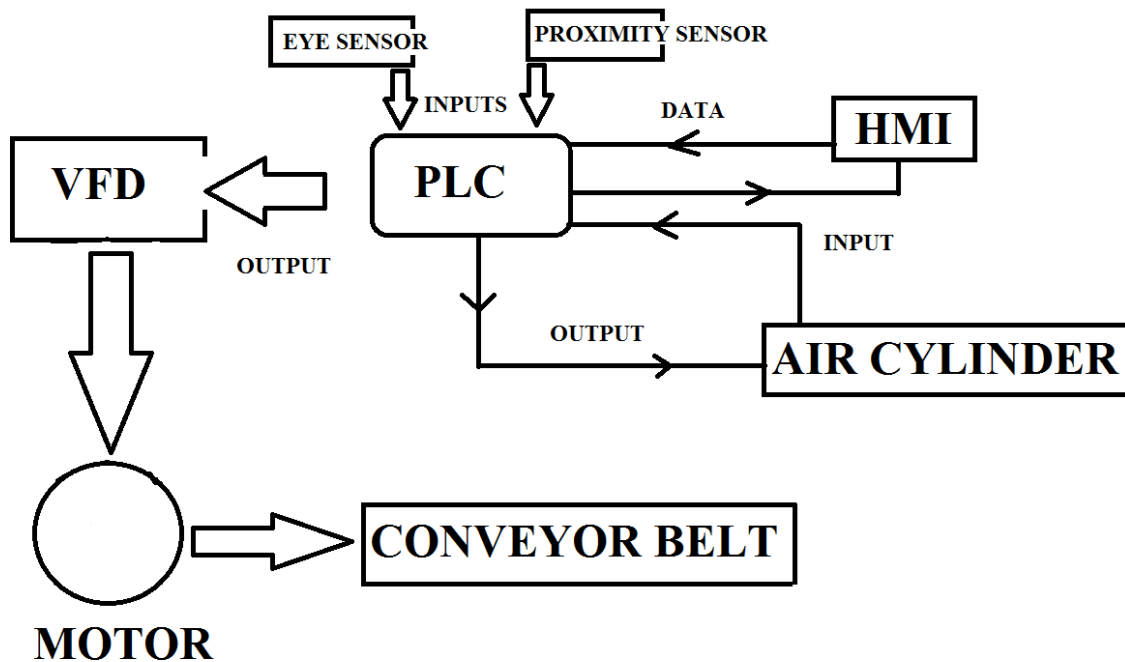 EYE SENSOR
PROXIMITY SENSOR
INPUTS
DATA
HMI
VFD
PLC
INPUT
OUTPUT
OUTPUT
AIR CYLINDER
CONVEYOR BELT
MOTOR